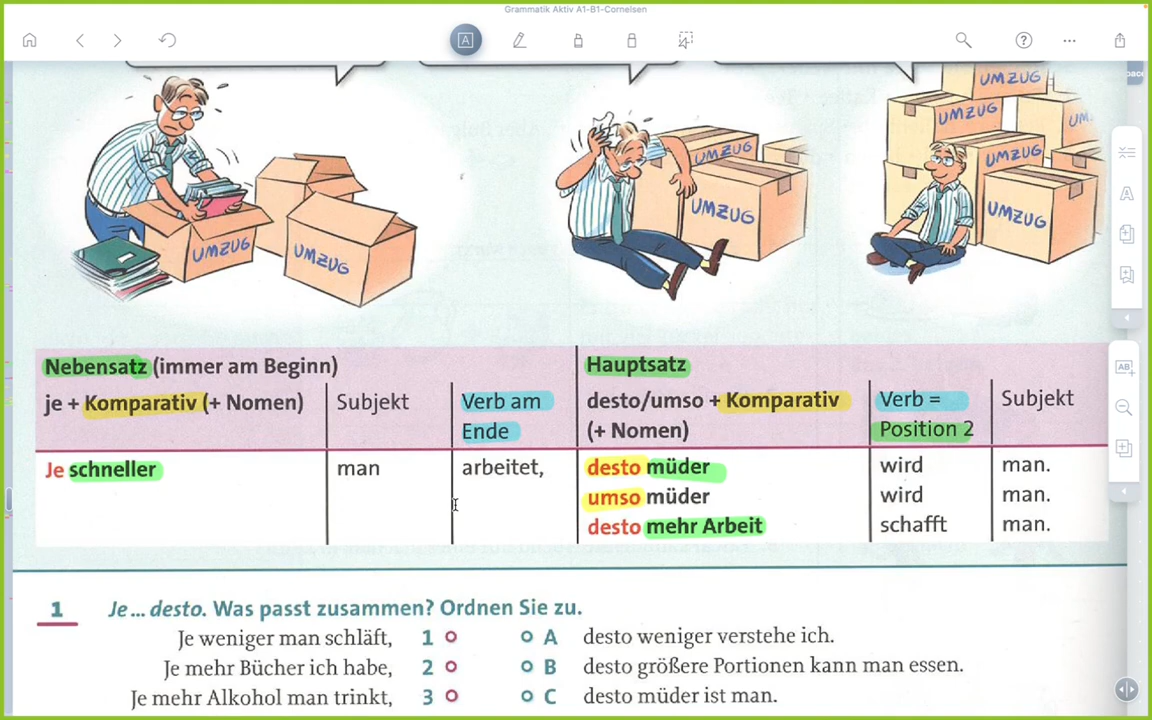 Grammatik Aktiv A1-B1-Cornelsen
UMZUG
UMZUG
UMZUG
UMZUG
UMZUG
UMZUG
UMZUG
UMZUG
Nebensatz (immer am Beginn)
Hauptsatz
je + Komparativ (+ Nomen)
Subjekt
Verb am
Ende
desto/umso + Komparativ
(+ Nomen)
Verb =
Position 2
Subjekt
Je schneller man arbeitet, desto müder wird man.
umso müder wird man.
desto mehr Arbeit schafft man.
1 Je ... desto. Was passt zusammen? Ordnen Sie zu.
Je weniger man schläft, 1 A desto weniger verstehe ich.
Je mehr Bücher ich habe, 2 B desto größere Portionen kann man essen.
Je mehr Alkohol man trinkt, 3 C desto müder ist man.